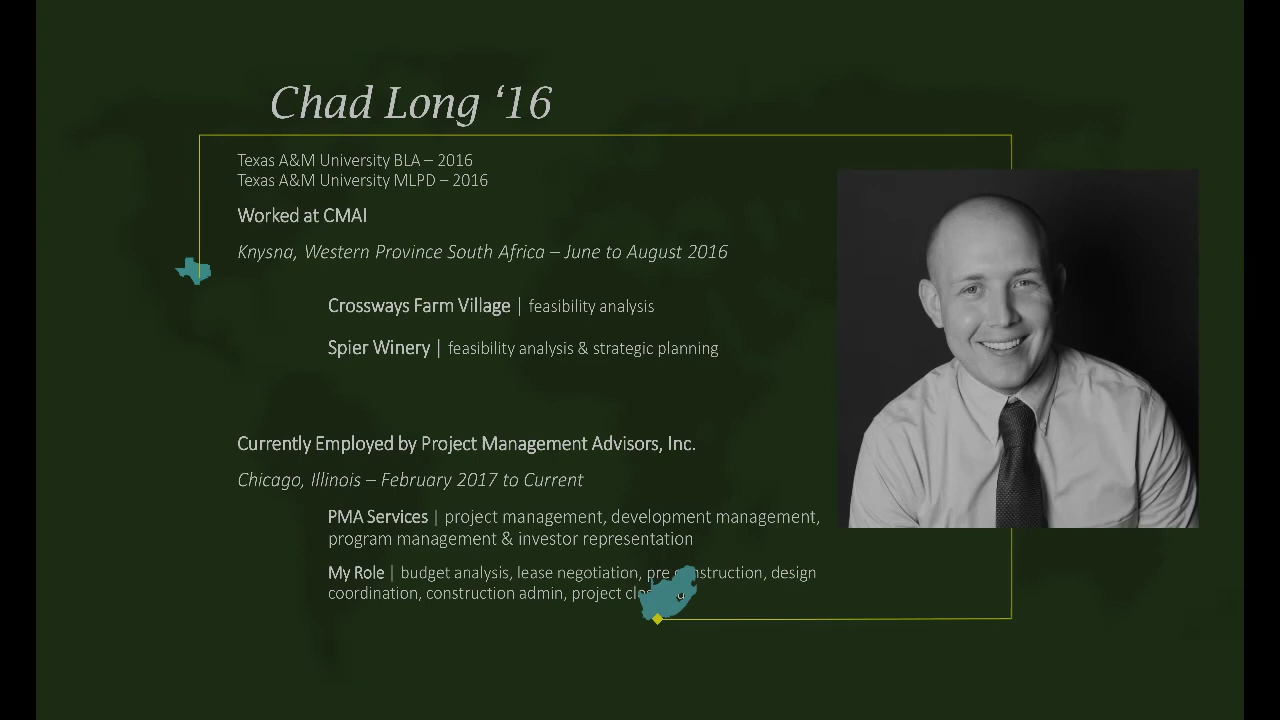 Chad Long ‘16
Texas A&M University BLA – 2016
Texas A&M University MLPD – 2016
Worked at CMAI
Knysna, Western Province South Africa – June to August 2016
Crossways Farm Village | feasibility analysis
Spier Winery | feasibility analysis & strategic planning
Currently Employed by Project Management Advisors, Inc.
Chicago, Illinois – February 2017 to Current
PMA Services | project management, development management,
program management & investor representation
My Role | budget analysis, lease negotiation, pre construction, design
coordination, construction admin, project